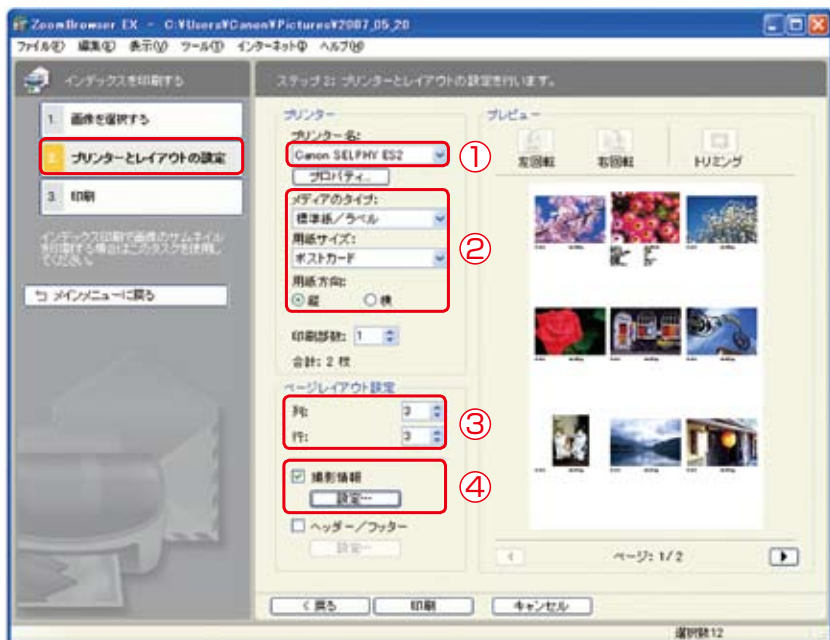 ZoomBrowser EX - C:¥Users¥Canon¥Pictures¥2007_05_20
ファイル(F) 編集(E) 表示(V) ツール(T) インターネット(I) ヘルプ(H)
インデックスを印刷する
ステップ 2: プリンターとレイアウトの設定を行います。
1. 画像を選択する
2. プリンターとレイアウトの設定
3. 印刷
インデックス印刷で画像のサムネイル
を印刷する場合はこのタスクを使用し
てください。
メインメニューに戻る
プリンター
プリンター名:
Canon SELPHY ES2
①
プロパティ...
メディアのタイプ:
標準紙／ラベル
用紙サイズ:
ポストカード
②
用紙方向:
縦 横
印刷部数: 1
合計: 2 枚
ページレイアウト設定
列: 3
行: 3
③
撮影情報
設定...
④
ヘッダー／フッター
設定...
プレビュー
左回転 右回転 トリミング
ページ: 1/2
< 戻る 印刷 キャンセル
選択数12